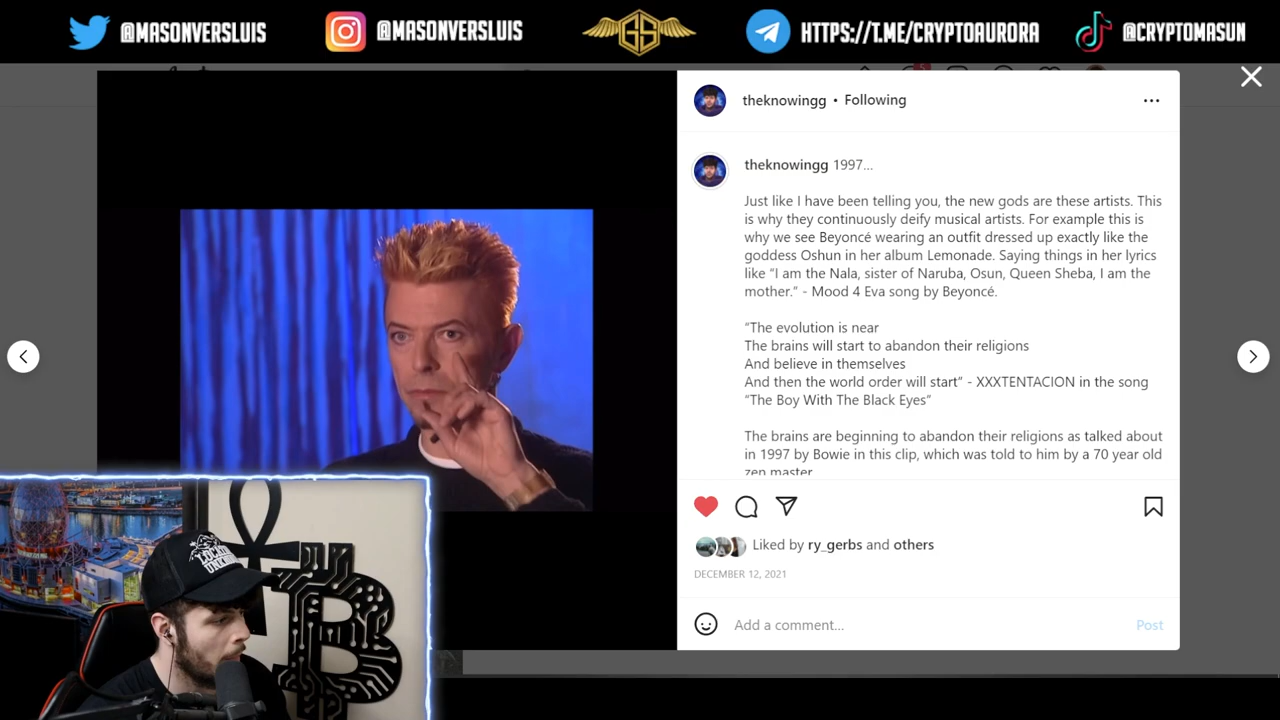 @MASONVERSLUIS
@MASONVERSLUIS
GS
HTTPS://T.ME/CRYPTOAURORA
@CRYPTOMASUN
theknowingg • Following
theknowingg 1997...
Just like I have been telling you, the new gods are these artists. This
is why they continuously deify musical artists. For example this is
why we see Beyoncé wearing an outfit dressed up exactly like the
goddess Oshun in her album Lemonade. Saying things in her lyrics
like “I am the Nala, sister of Naruba, Osun, Queen Sheba, I am the
mother.” - Mood 4 Eva song by Beyoncé.
“The evolution is near
The brains will start to abandon their religions
And believe in themselves
And then the world order will start” - XXXTENTACION in the song
“The Boy With The Black Eyes”
The brains are beginning to abandon their religions as talked about
in 1997 by Bowie in this clip, which was told to him by a 70 year old
zen master
Liked by ry_gerbs and others
DECEMBER 12, 2021
Add a comment...
Post